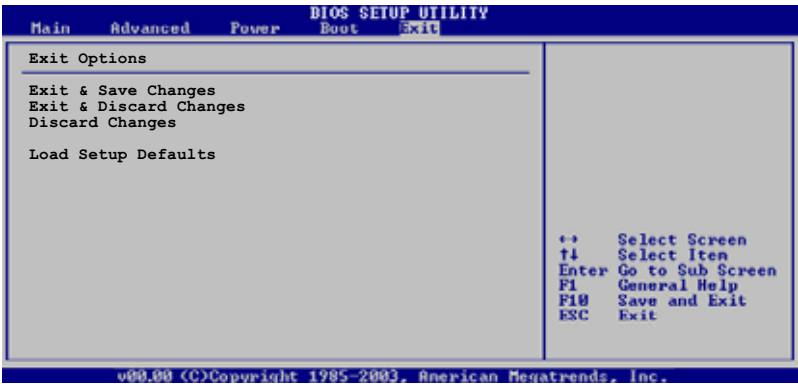 BIOS SETUP UTILITY
Main Advanced Power Boot Exit
Exit Options
Exit & Save Changes
Exit & Discard Changes
Discard Changes
Load Setup Defaults
←→ Select Screen
↑↓ Select Item
Enter Go to Sub Screen
F1 General Help
F10 Save and Exit
ESC Exit
v00.00 (C)Copyright 1985-2003, American Megatrends, Inc.